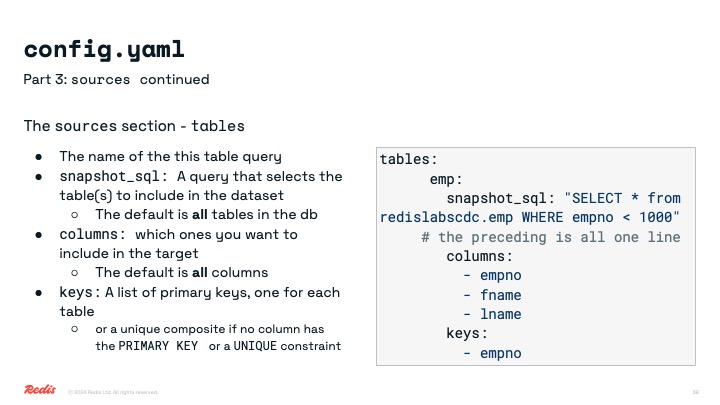 config.yaml
Part 3: sources continued
The sources section - tables
● The name of the this table query
● snapshot_sql: A query that selects the
table(s) to include in the dataset
○ The default is all tables in the db
● columns: which ones you want to
include in the target
○ The default is all columns
● keys: A list of primary keys, one for each
table
○ or a unique composite if no column has
the PRIMARY KEY or a UNIQUE constraint
tables:
emp:
snapshot_sql: "SELECT * from
redislabscdc.emp WHERE empno < 1000"
# the preceding is all one line
columns:
- empno
- fname
- lname
keys:
- empno
Redis
© 2024 Redis Ltd. All rights reserved.